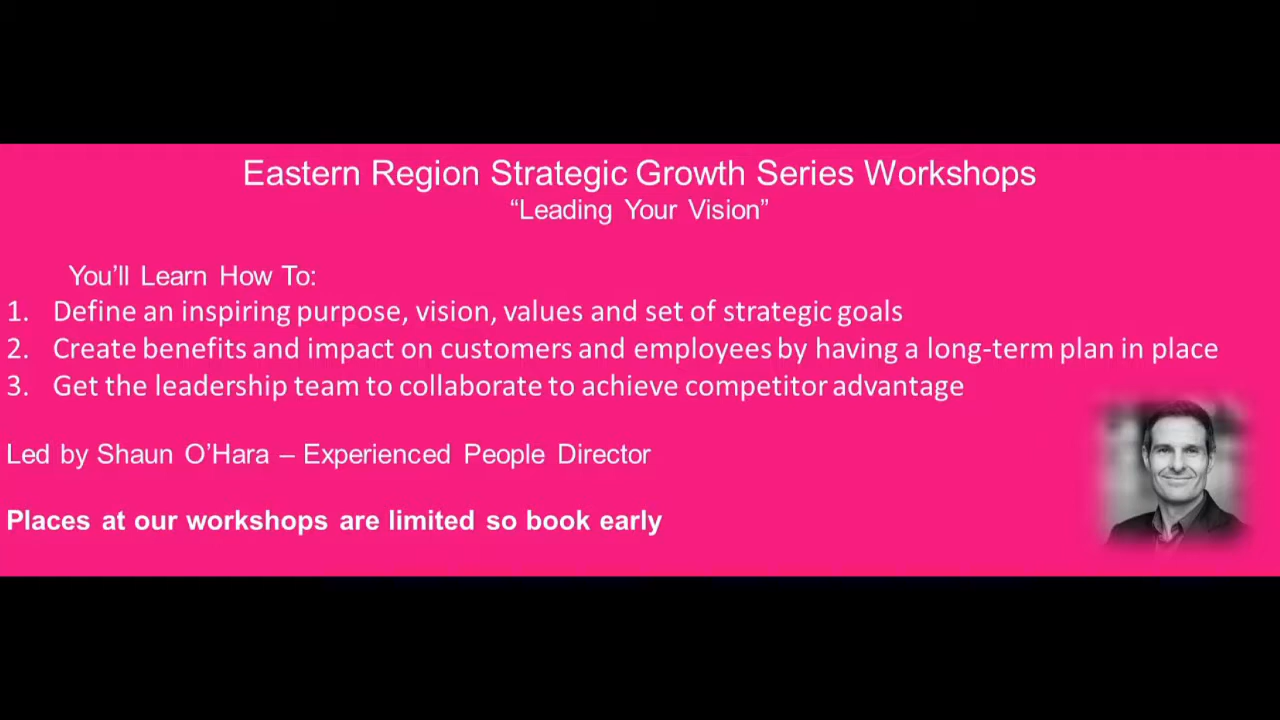 Eastern Region Strategic Growth Series Workshops
“Leading Your Vision”
You’ll Learn How To:
1. Define an inspiring purpose, vision, values and set of strategic goals
2. Create benefits and impact on customers and employees by having a long-term plan in place
3. Get the leadership team to collaborate to achieve competitor advantage
Led by Shaun O’Hara – Experienced People Director
Places at our workshops are limited so book early